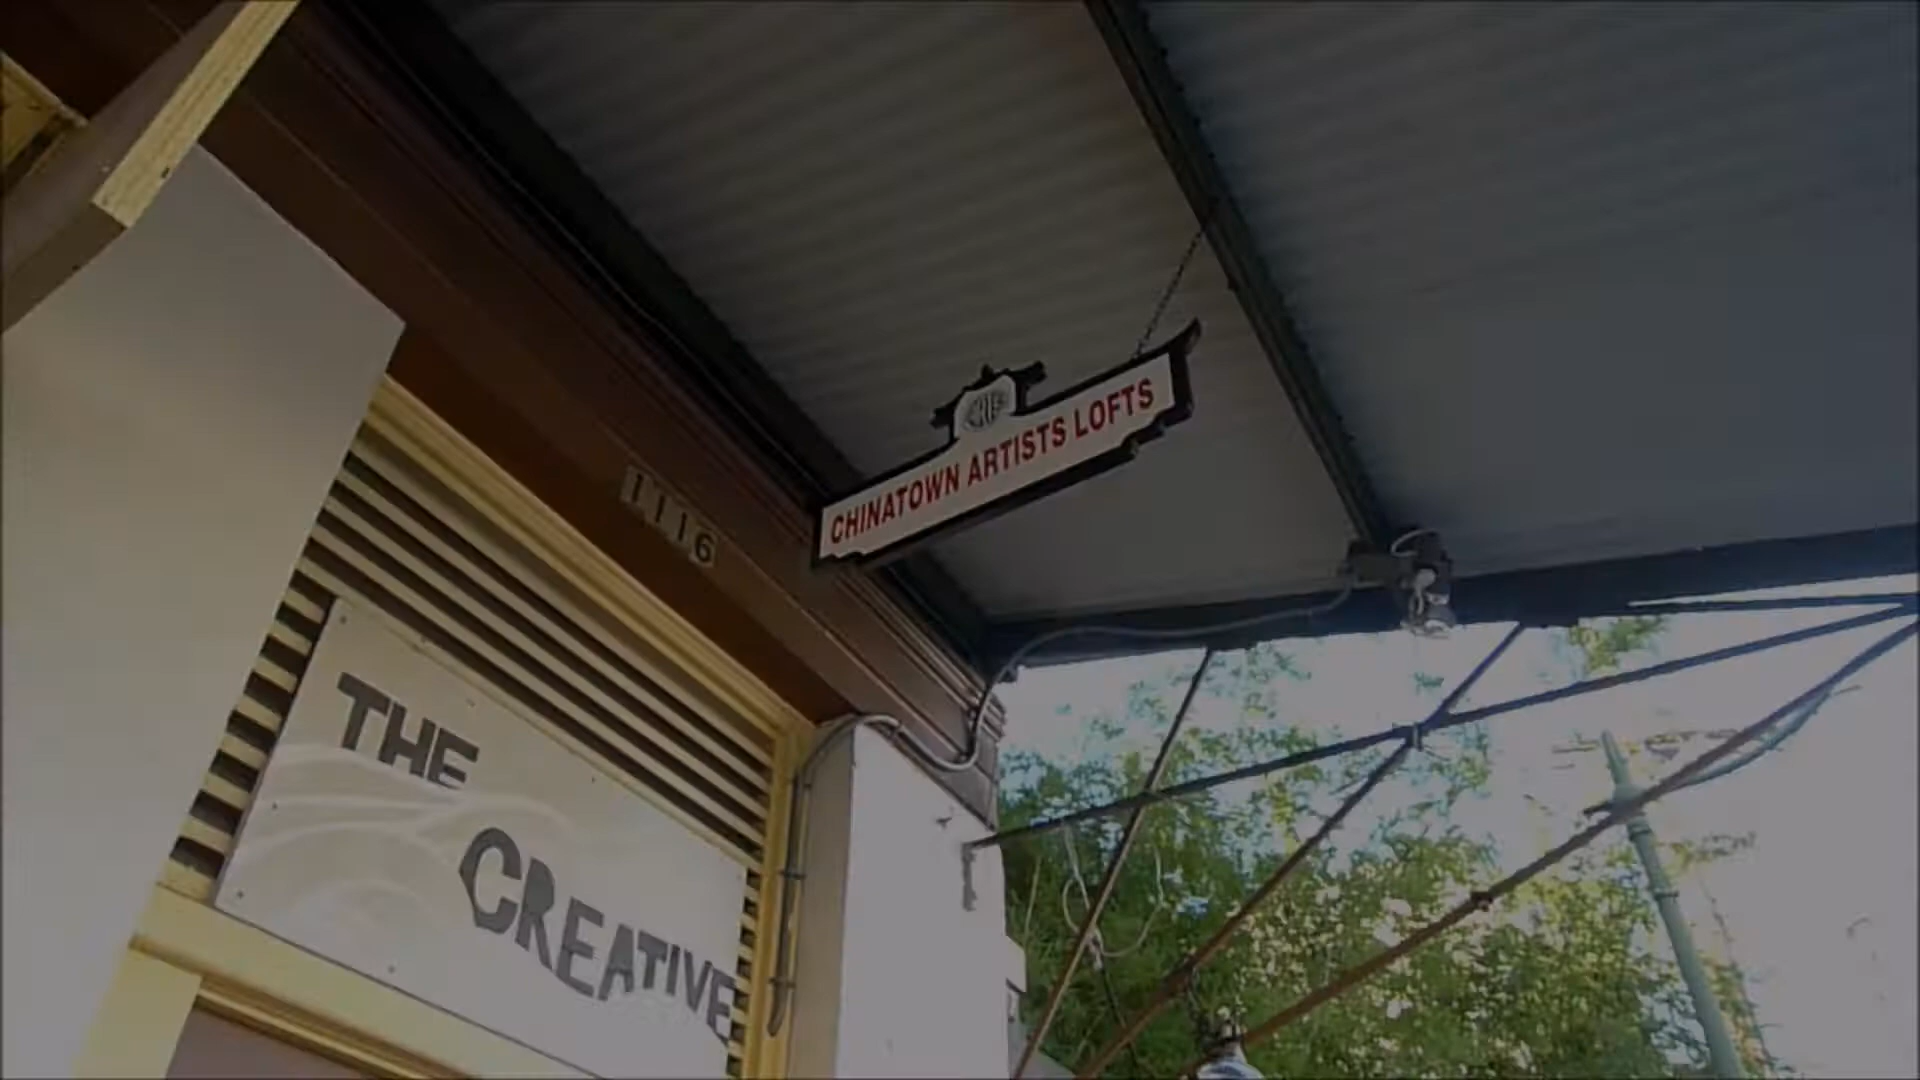 CHINATOWN ARTISTS LOFTS
1116
THE
CREATIVE